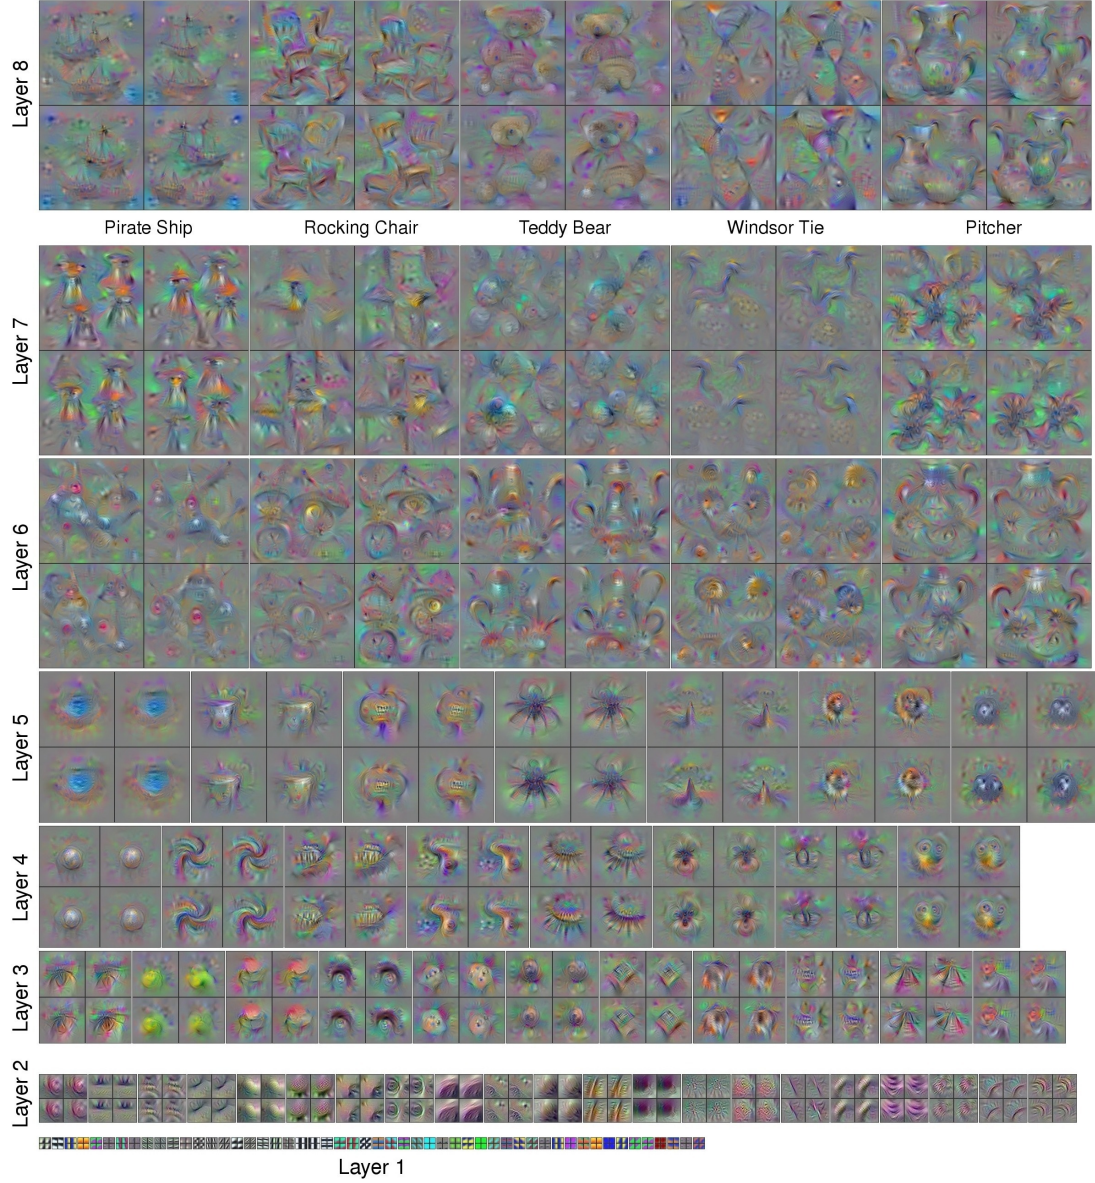 Layer 8
Pirate Ship Rocking Chair Teddy Bear Windsor Tie Pitcher
Layer 7
Layer 6
Layer 5
Layer 4
Layer 3
Layer 2
Layer 1